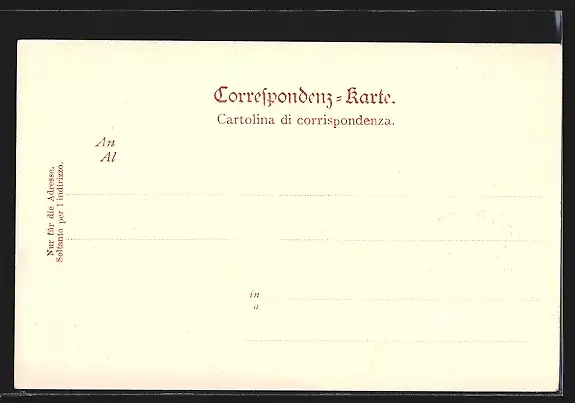 Correſpondenz=Karte.
Cartolina di corrispondenza.
An
Al
Nur für die Adresse.
Soltanto per l indirizzo.
in
a